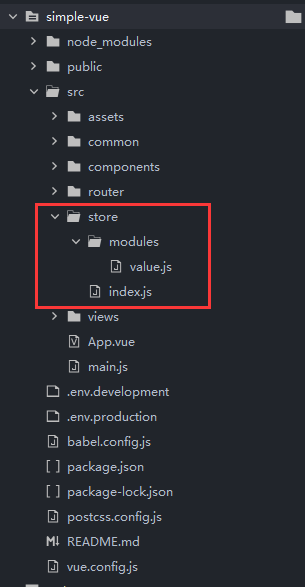 simple-vue
node_modules
public
src
assets
common
components
router
store
modules
value.js
index.js
views
App.vue
main.js
.env.development
.env.production
babel.config.js
package.json
package-lock.json
postcss.config.js
README.md
vue.config.js